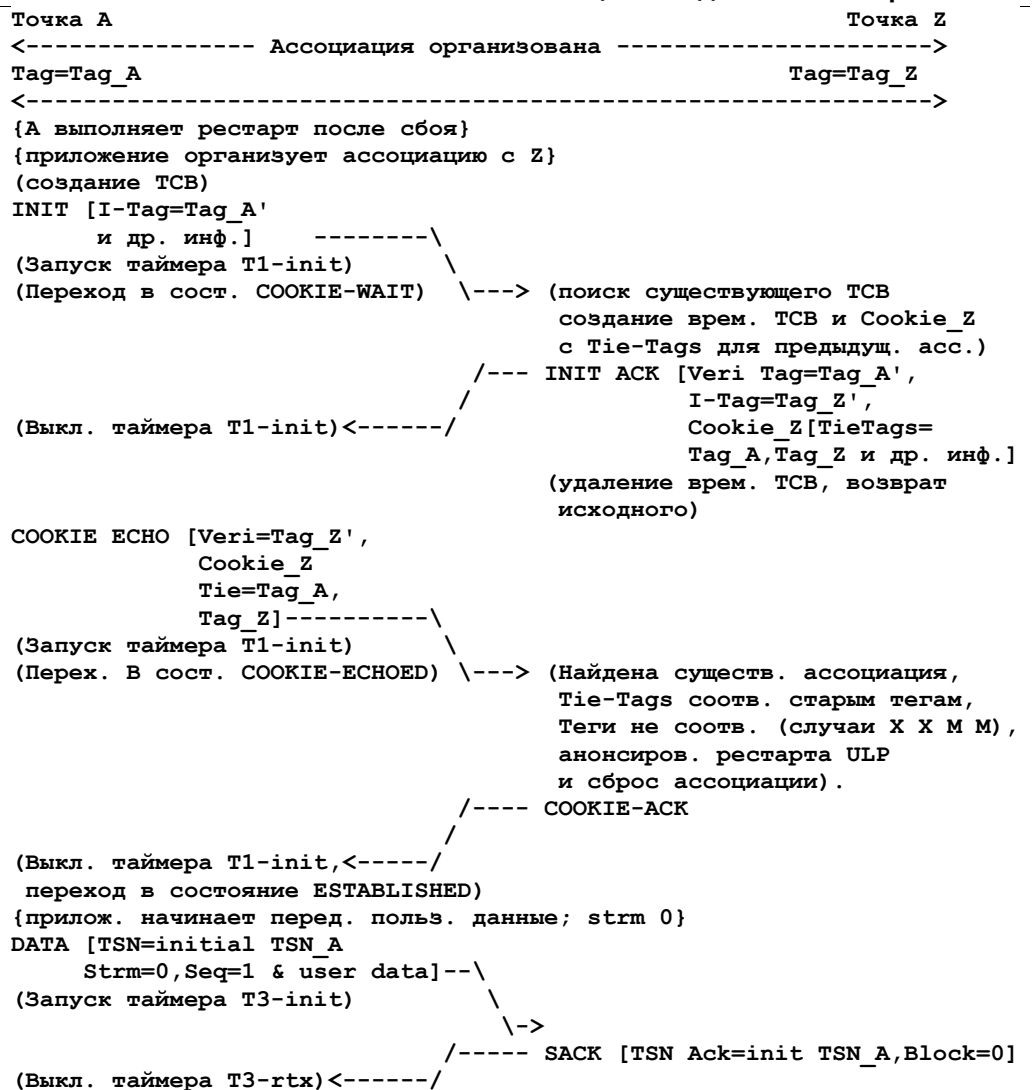 Точка A                                                   Точка Z
<---------------- Ассоциация организована ---------------------->
Tag=Tag_A                                             Tag=Tag_Z
<--------------------------------------------------------------->
{A выполняет рестарт после сбоя}
{приложение организует ассоциацию с Z}
(создание TCB)
INIT [I-Tag=Tag_A'
      и др. инф.]    --------\
(Запуск таймера T1-init)      \
(Переход в сост. COOKIE-WAIT)  \---> (поиск существующего TCB
                                      создание врем. TCB и Cookie_Z
                                      с Tie-Tags для предыдущ. асс.)
                                /--- INIT ACK [Veri Tag=Tag_A',
                               /               I-Tag=Tag_Z',
(Выкл. таймера T1-init)<------/                Cookie_Z[TieTags=
                                               Tag_A,Tag_Z и др. инф.]
                                     (удаление врем. TCB, возврат
                                      исходного)
COOKIE ECHO [Veri=Tag_Z',
             Cookie_Z
             Tie=Tag_A,
             Tag_Z]----------\
(Запуск таймера T1-init)      \
(Перех. В сост. COOKIE-ECHOED) \---> (Найдена существ. ассоциация,
                                      Tie-Tags соотв. старым тегам,
                                      Теги не соотв. (случаи X X M M),
                                      анонсиров. рестарта ULP
                                      и сброс ассоциации).
                               /---- COOKIE-ACK
                              /
(Выкл. таймера T1-init,<-----/
 переход в состояние ESTABLISHED)
{прилож. начинает перед. польз. данные; strm 0}
DATA [TSN=initial TSN_A
     Strm=0,Seq=1 & user data]--\
(Запуск таймера T3-init)         \
                                  \->
                              /----- SACK [TSN Ack=init TSN_A,Block=0]
(Выкл. таймера T3-rtx)<------/